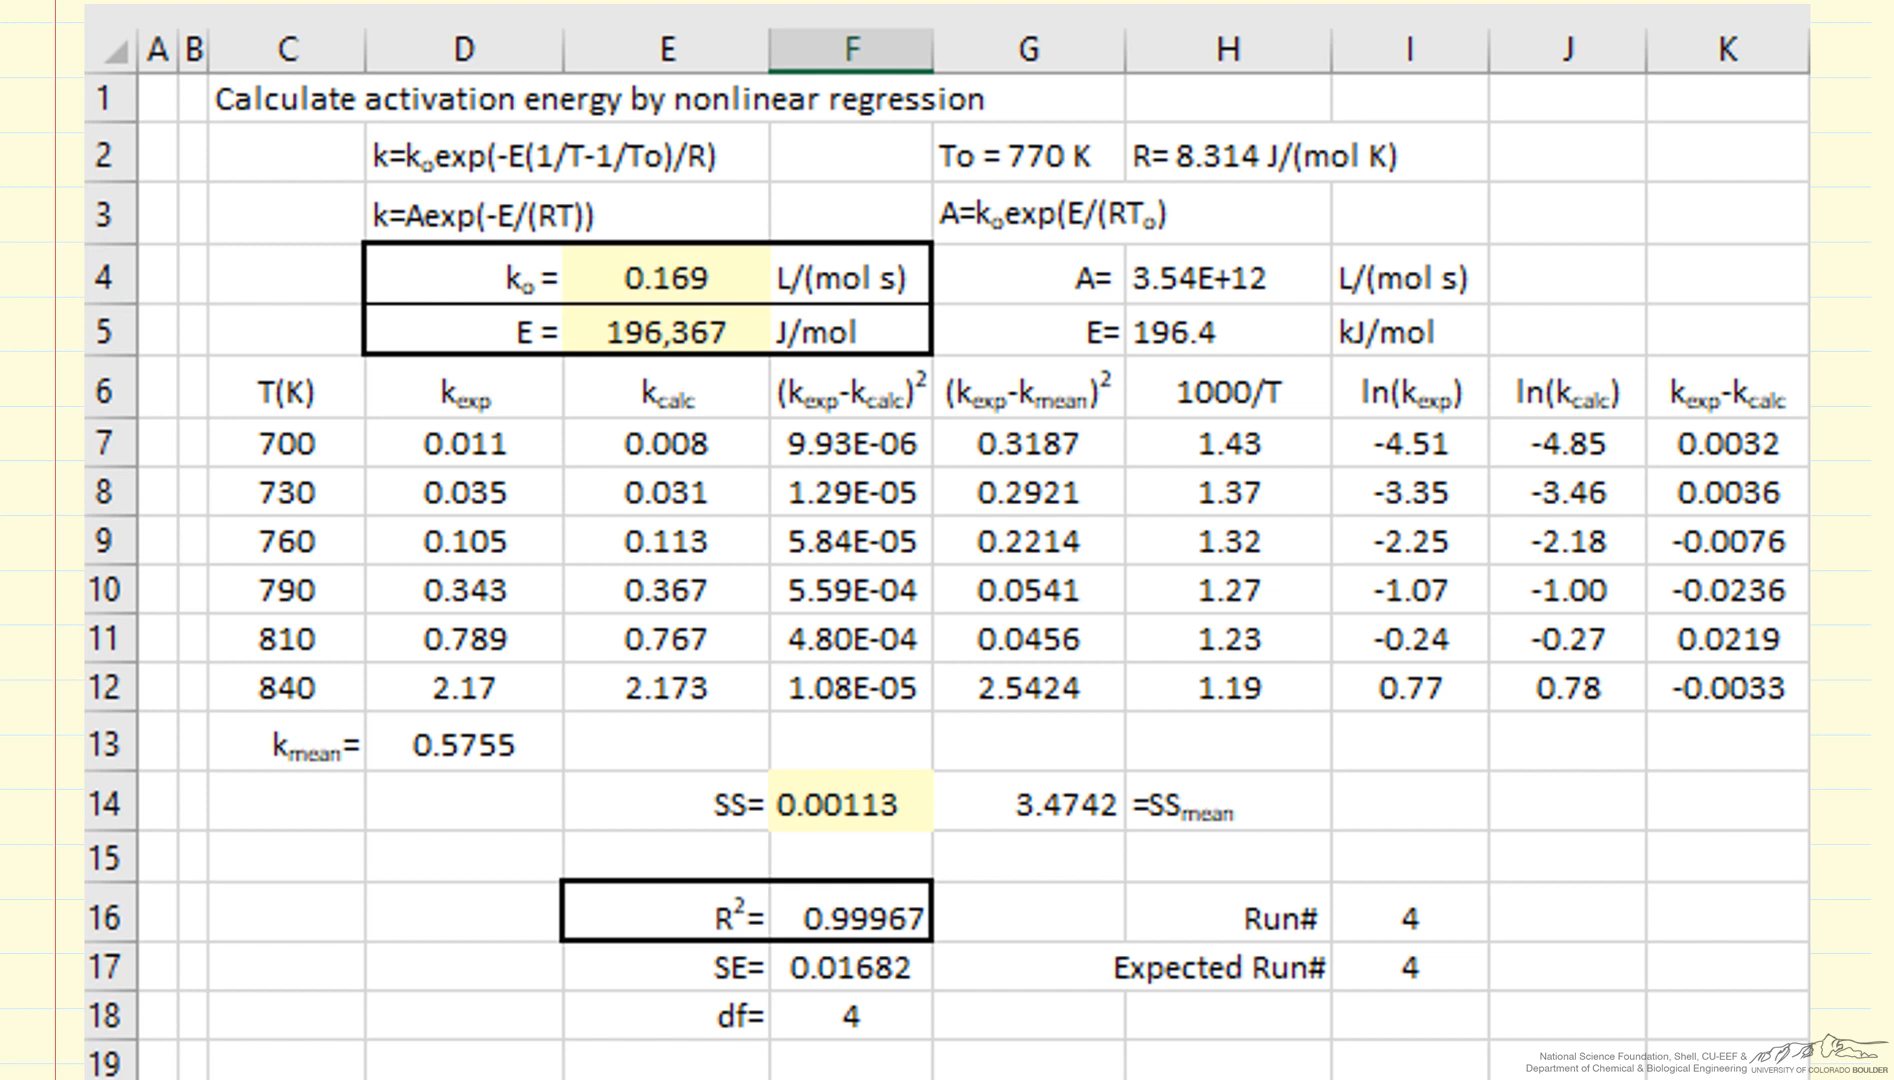 A B C D E F G H I J K
1 Calculate activation energy by nonlinear regression
2 k=kₒexp(-E(1/T-1/To)/R) To = 770 K R= 8.314 J/(mol K)
3 k=Aexp(-E/(RT)) A=kₒexp(E/(RTₒ)
4 kₒ = 0.169 L/(mol s) A= 3.54E+12 L/(mol s)
5 E = 196,367 J/mol E= 196.4 kJ/mol
6 T(K) kexp kcalc (kexp-kcalc)² (kexp-kmean)² 1000/T ln(kexp) ln(kcalc) kexp-kcalc
7 700 0.011 0.008 9.93E-06 0.3187 1.43 -4.51 -4.85 0.0032
8 730 0.035 0.031 1.29E-05 0.2921 1.37 -3.35 -3.46 0.0036
9 760 0.105 0.113 5.84E-05 0.2214 1.32 -2.25 -2.18 -0.0076
10 790 0.343 0.367 5.59E-04 0.0541 1.27 -1.07 -1.00 -0.0236
11 810 0.789 0.767 4.80E-04 0.0456 1.23 -0.24 -0.27 0.0219
12 840 2.17 2.173 1.08E-05 2.5424 1.19 0.77 0.78 -0.0033
13 kmean= 0.5755
14 SS= 0.00113 3.4742 =SSmean
15
16 R²= 0.99967 Run# 4
17 SE= 0.01682 Expected Run# 4
18 df= 4
19
National Science Foundation, Shell, CU-EEF &
Department of Chemical & Biological Engineering UNIVERSITY OF COLORADO BOULDER